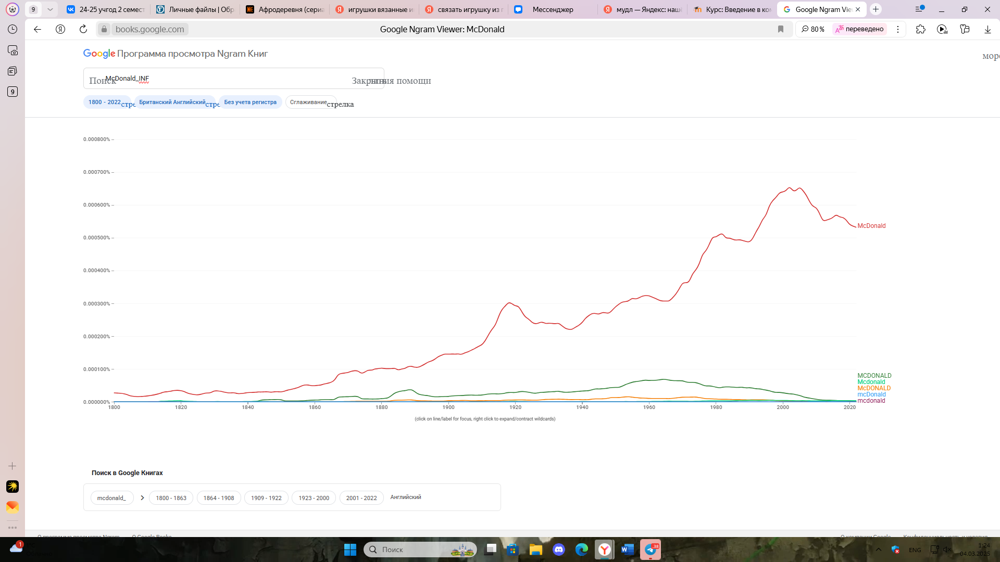 9
24-25 учгод 2 семест
Личные файлы | Обр
Афродеревня (сериа
игрушки вязанные и
связать игрушку из г
Мессенджер
мудл — Яндекс: наш
Курс: Введение в ком
Google Ngram Vie
books.google.com
Google Ngram Viewer: McDonald
80 %
переведено
Google Программа просмотра Ngram Книг
море
9
Поиск
McDonald_INF
Закрытия помощи
1800 - 2022
стре
Британский Английский
стре
Без учета регистра
Сглаживание
стрелка
0.000800%
0.000700%
0.000600%
0.000500%
0.000400%
0.000300%
0.000200%
0.000100%
0.000000%
McDonald
MCDONALD
Mcdonald
McDONALD
mcDonald
mcdonald
1800 1820 1840 1860 1880 1900 1920 1940 1960 1980 2000 2020
(click on line/label for focus, right click to expand/contract wildcards)
Поиск в Google Книгах
mcdonald_
1800 - 1863
1864 - 1908
1909 - 1922
1923 - 2000
2001 - 2022
Английский
О программе просмотра Ngram
О Google Books
О компании Google
Конфиденциальность и условия
1
Поиск
38
ENG
1:24
04.03.2025